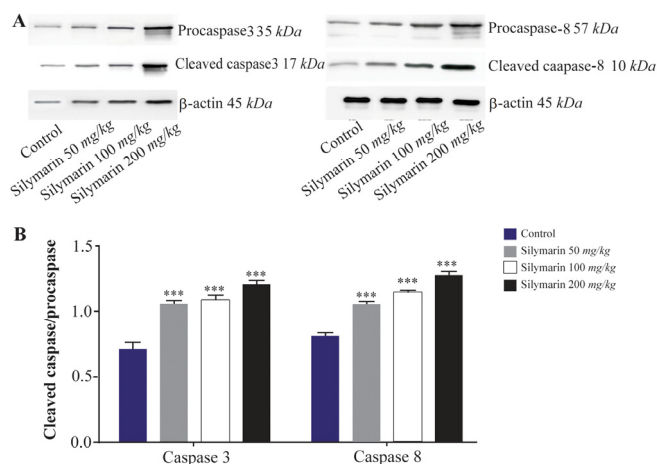 A
Procaspase3 35 kDa
Cleaved caspase3 17 kDa
β-actin 45 kDa
Control
Silymarin 50 mg/kg
Silymarin 100 mg/kg
Silymarin 200 mg/kg
Procaspase-8 57 kDa
Cleaved caapase-8 10 kDa
β-actin 45 kDa
Control
Silymarin 50 mg/kg
Silymarin 100 mg/kg
Silymarin 200 mg/kg
B
Cleaved caspase/procaspase
1.5
1.0
0.5
0.0
***
***
***
***
***
***
Caspase 3
Caspase 8
Control
Silymarin 50 mg/kg
Silymarin 100 mg/kg
Silymarin 200 mg/kg